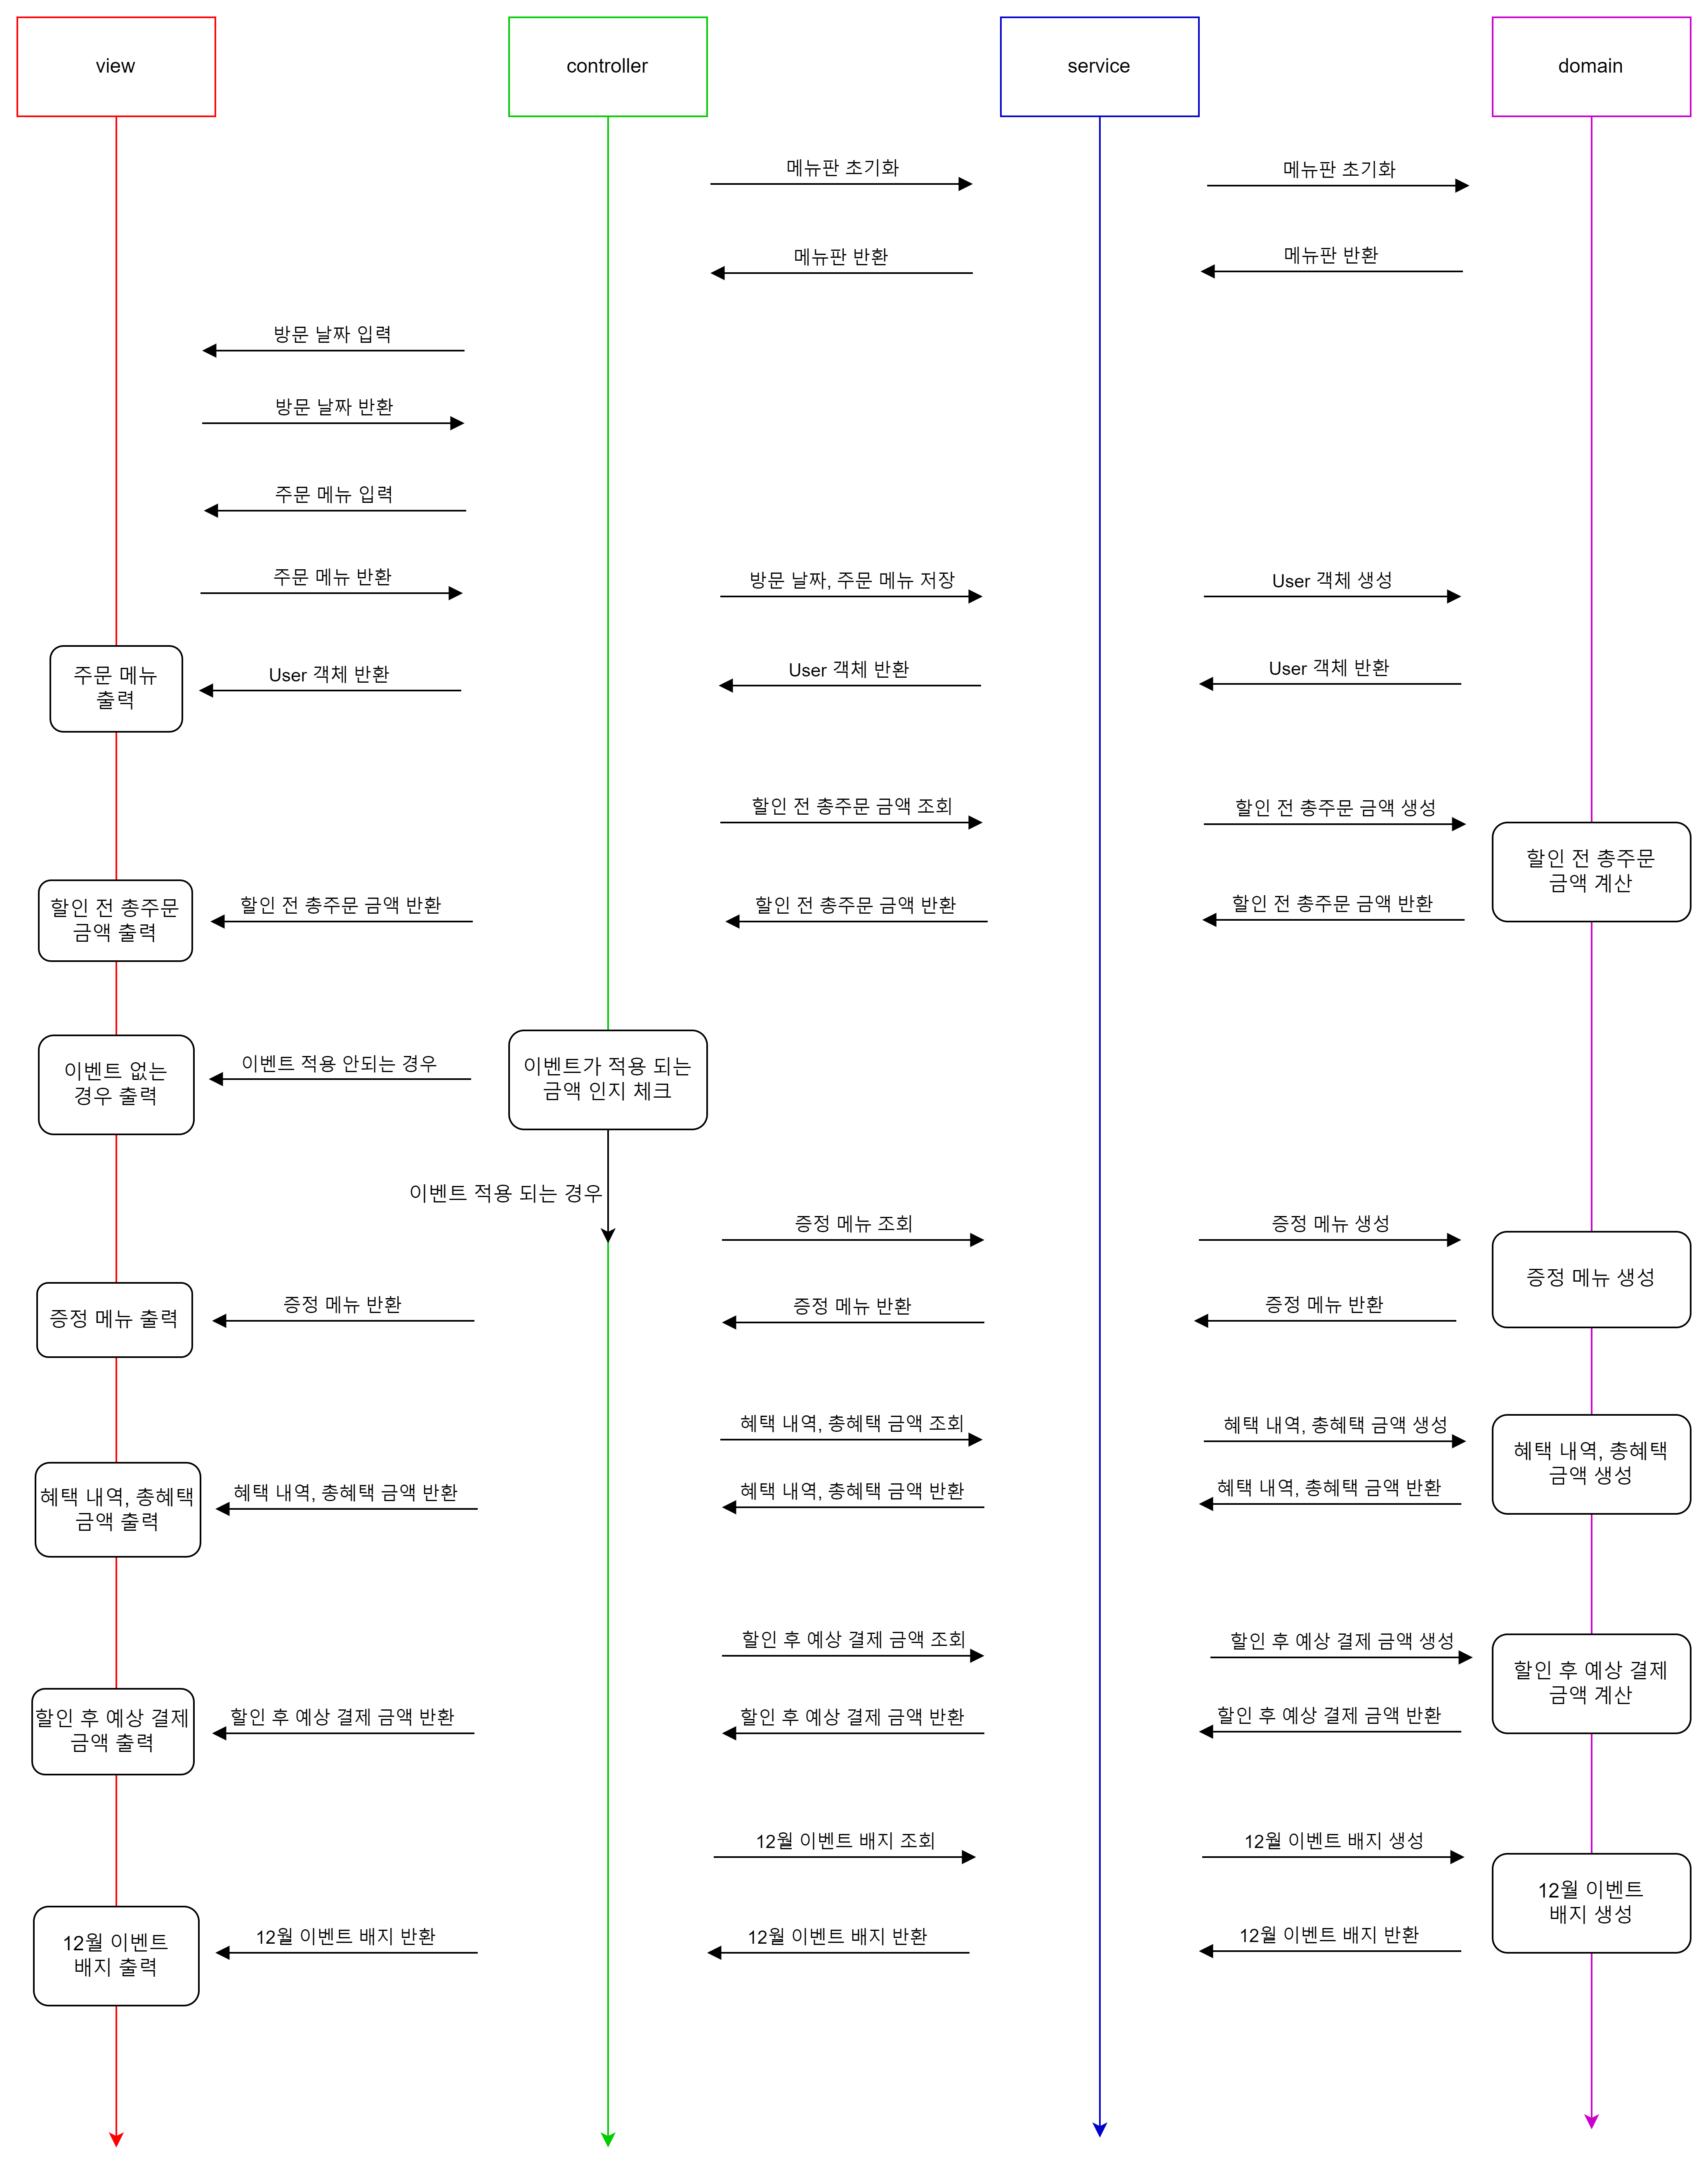 view
controller
service
domain
메뉴판 초기화
메뉴판 초기화
메뉴판 반환
메뉴판 반환
방문 날짜 입력
방문 날짜 반환
주문 메뉴 입력
주문 메뉴 반환
방문 날짜, 주문 메뉴 저장
User 객체 생성
주문 메뉴
출력
User 객체 반환
User 객체 반환
User 객체 반환
할인 전 총주문 금액 조회
할인 전 총주문 금액 생성
할인 전 총주문
금액 계산
할인 전 총주문
금액 출력
할인 전 총주문 금액 반환
할인 전 총주문 금액 반환
할인 전 총주문 금액 반환
이벤트 없는
경우 출력
이벤트 적용 안되는 경우
이벤트가 적용 되는
금액 인지 체크
이벤트 적용 되는 경우
증정 메뉴 조회
증정 메뉴 생성
증정 메뉴 생성
증정 메뉴 출력
증정 메뉴 반환
증정 메뉴 반환
증정 메뉴 반환
혜택 내역, 총혜택 금액 조회
혜택 내역, 총혜택 금액 생성
혜택 내역, 총혜택
금액 생성
혜택 내역, 총혜택
금액 출력
혜택 내역, 총혜택 금액 반환
혜택 내역, 총혜택 금액 반환
혜택 내역, 총혜택 금액 반환
할인 후 예상 결제 금액 조회
할인 후 예상 결제 금액 생성
할인 후 예상 결제
금액 계산
할인 후 예상 결제
금액 출력
할인 후 예상 결제 금액 반환
할인 후 예상 결제 금액 반환
할인 후 예상 결제 금액 반환
12월 이벤트 배지 조회
12월 이벤트 배지 생성
12월 이벤트
배지 생성
12월 이벤트
배지 출력
12월 이벤트 배지 반환
12월 이벤트 배지 반환
12월 이벤트 배지 반환